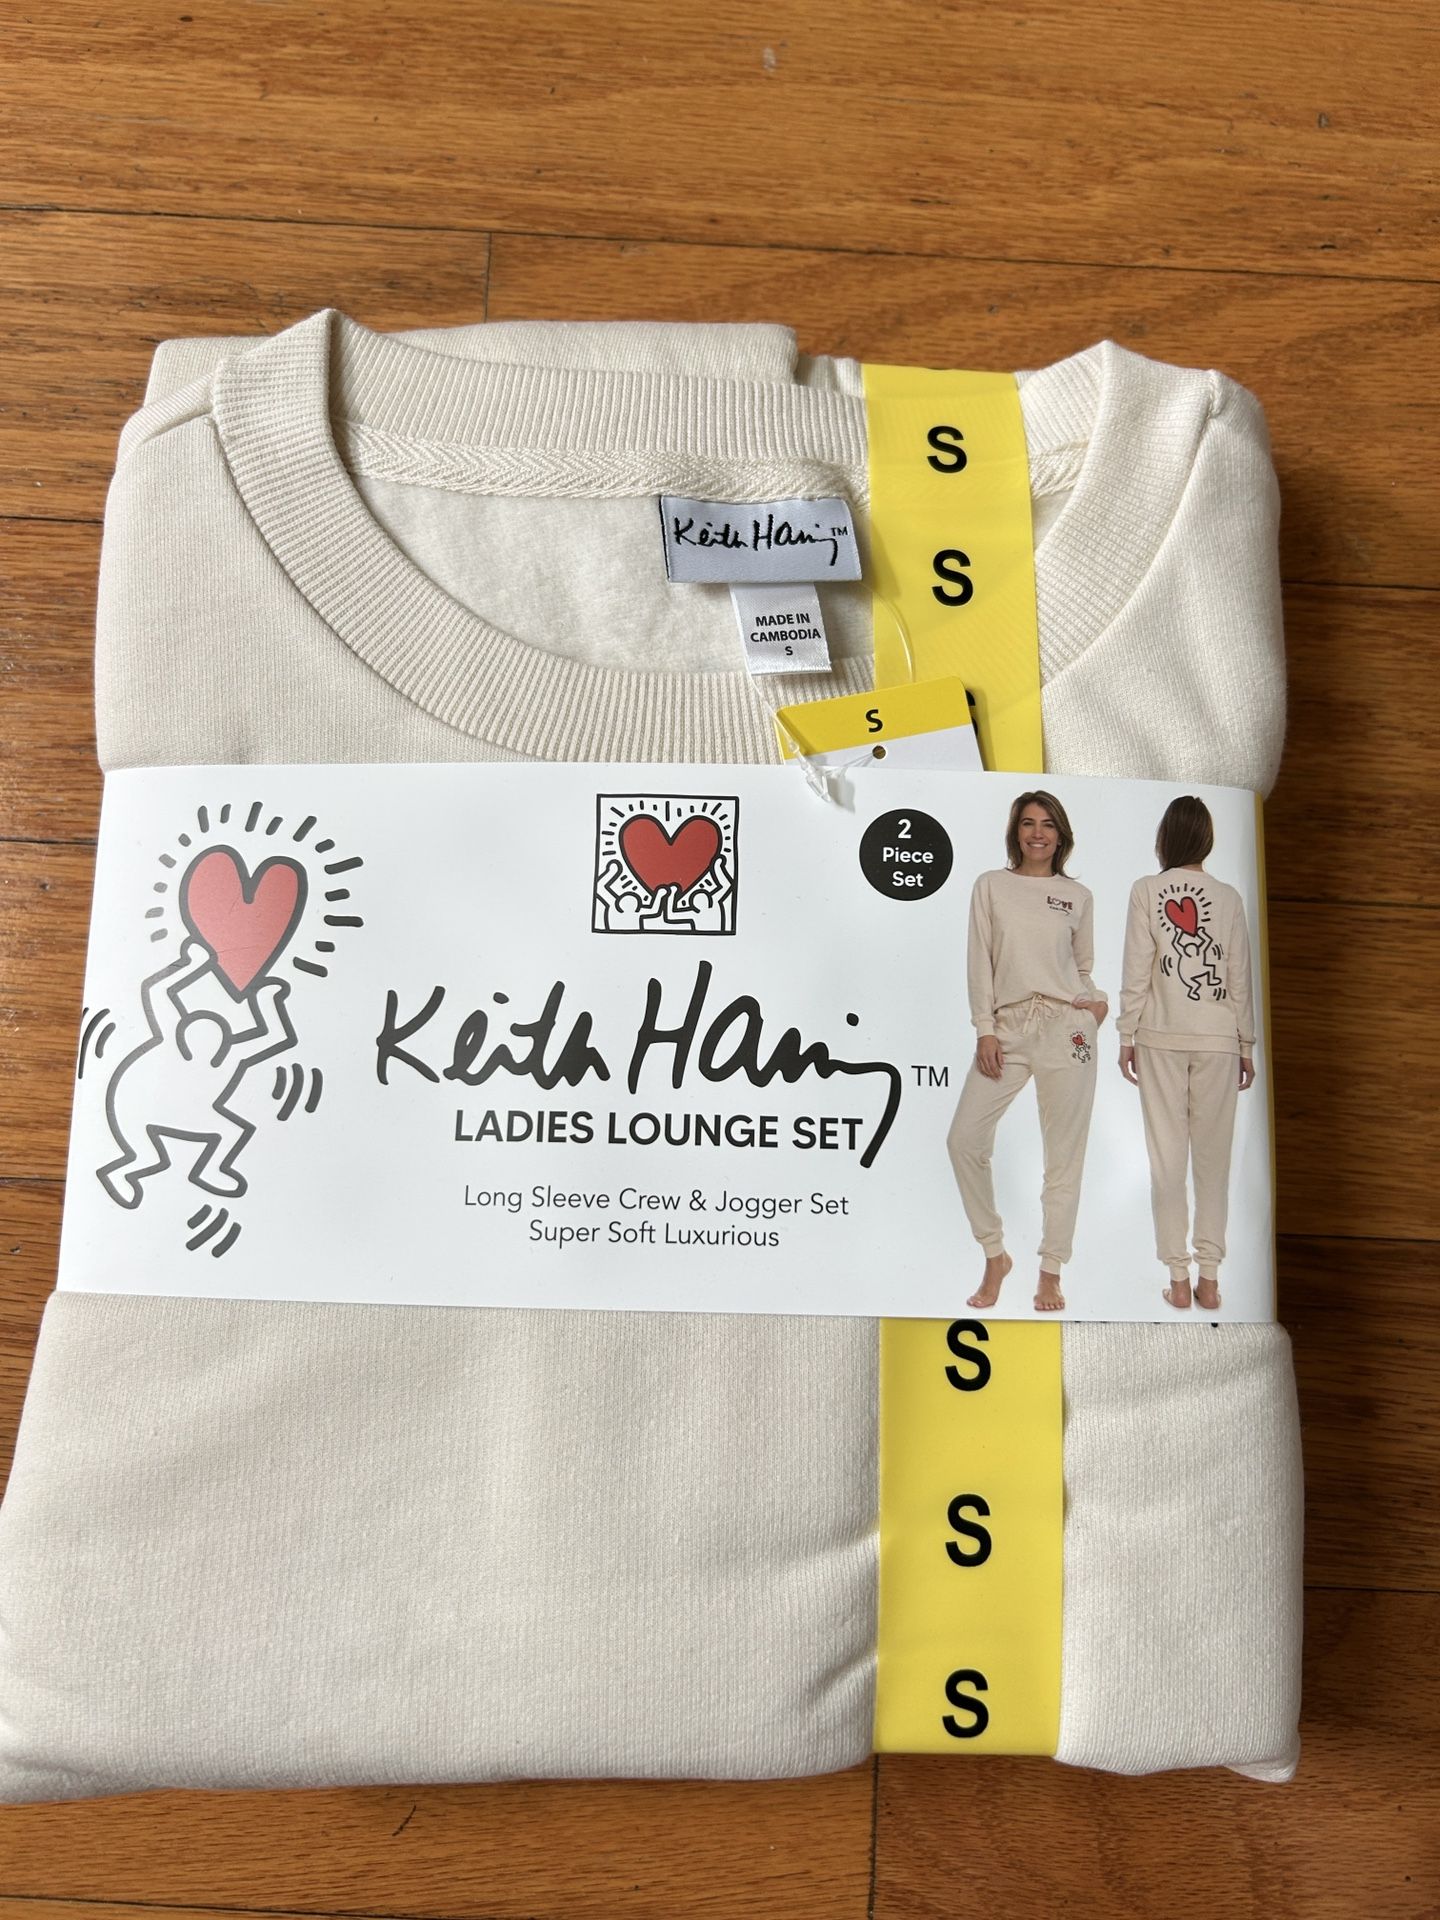 S
S
Keith Haring™
MADE IN
CAMBODIA
S
S
2
Piece
Set
LOVE
Keith Haring™
LADIES LOUNGE SET
Long Sleeve Crew & Jogger Set
Super Soft Luxurious
S
S
S